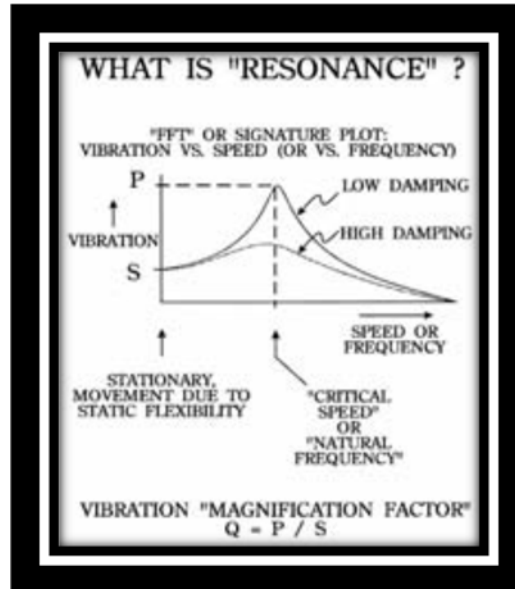 WHAT IS "RESONANCE" ?
"FFT" OR SIGNATURE PLOT:
VIBRATION VS. SPEED (OR VS. FREQUENCY)
P
LOW DAMPING
VIBRATION
HIGH DAMPING
S
SPEED OR
FREQUENCY
STATIONARY,
MOVEMENT DUE TO
STATIC FLEXIBILITY
"CRITICAL
SPEED"
OR
"NATURAL
FREQUENCY"
VIBRATION "MAGNIFICATION FACTOR"
Q = P / S